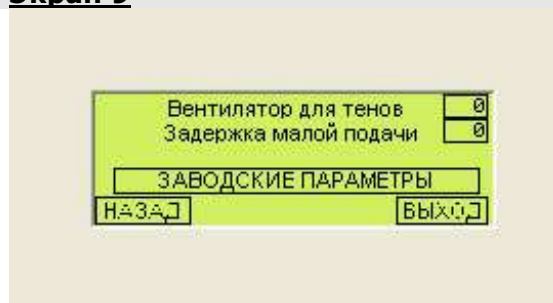 Экран 9
Вентилятор для тенов 0
Задержка малой подачи 0
ЗАВОДСКИЕ ПАРАМЕТРЫ
НАЗАД ВЫХОД